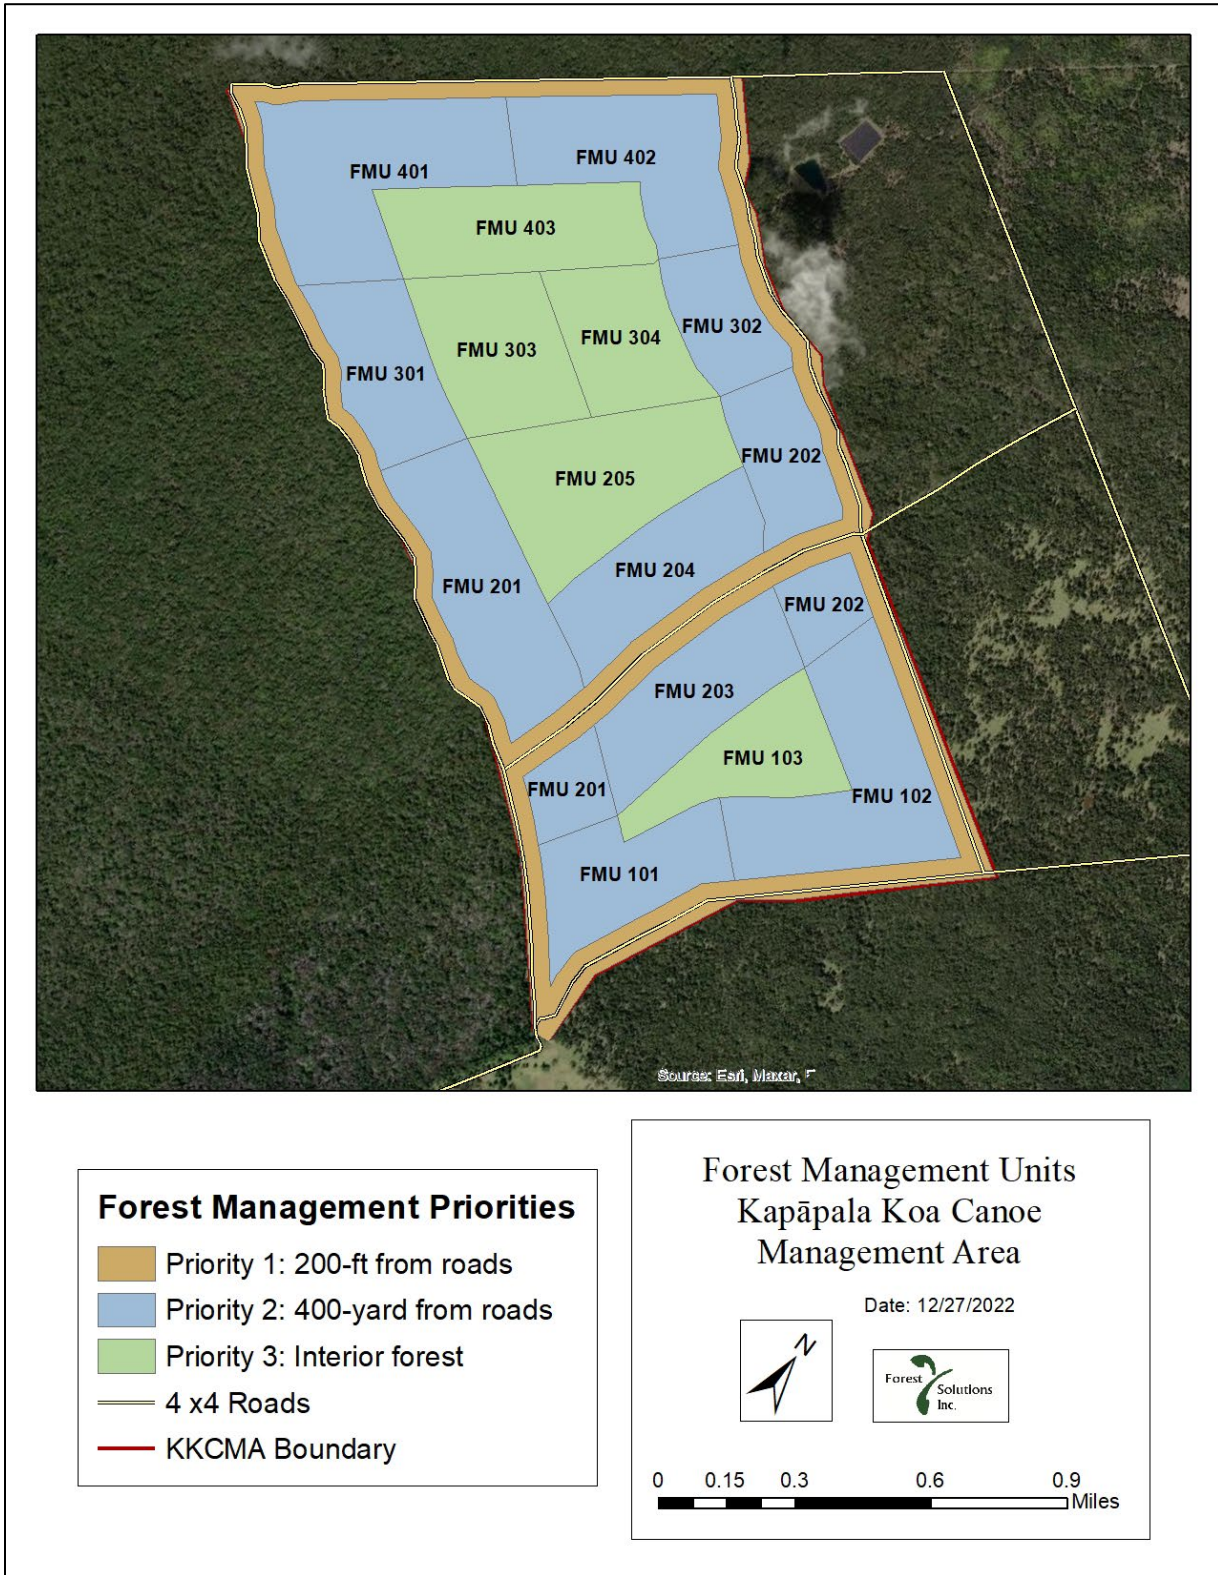 FMU 401
FMU 402
FMU 403
FMU 302
FMU 304
FMU 303
FMU 301
FMU 202
FMU 205
FMU 204
FMU 201
FMU 202
FMU 203
FMU 103
FMU 201
FMU 102
FMU 101
Source: Esri, Maxar,
Forest Management Priorities
Priority 1: 200-ft from roads
Priority 2: 400-yard from roads
Priority 3: Interior forest
4 x4 Roads
KKCMA Boundary
Forest Management Units
Kapāpala Koa Canoe
Management Area
Date: 12/27/2022
N
Forest
Solutions
Inc.
0 0.15 0.3 0.6 0.9
Miles